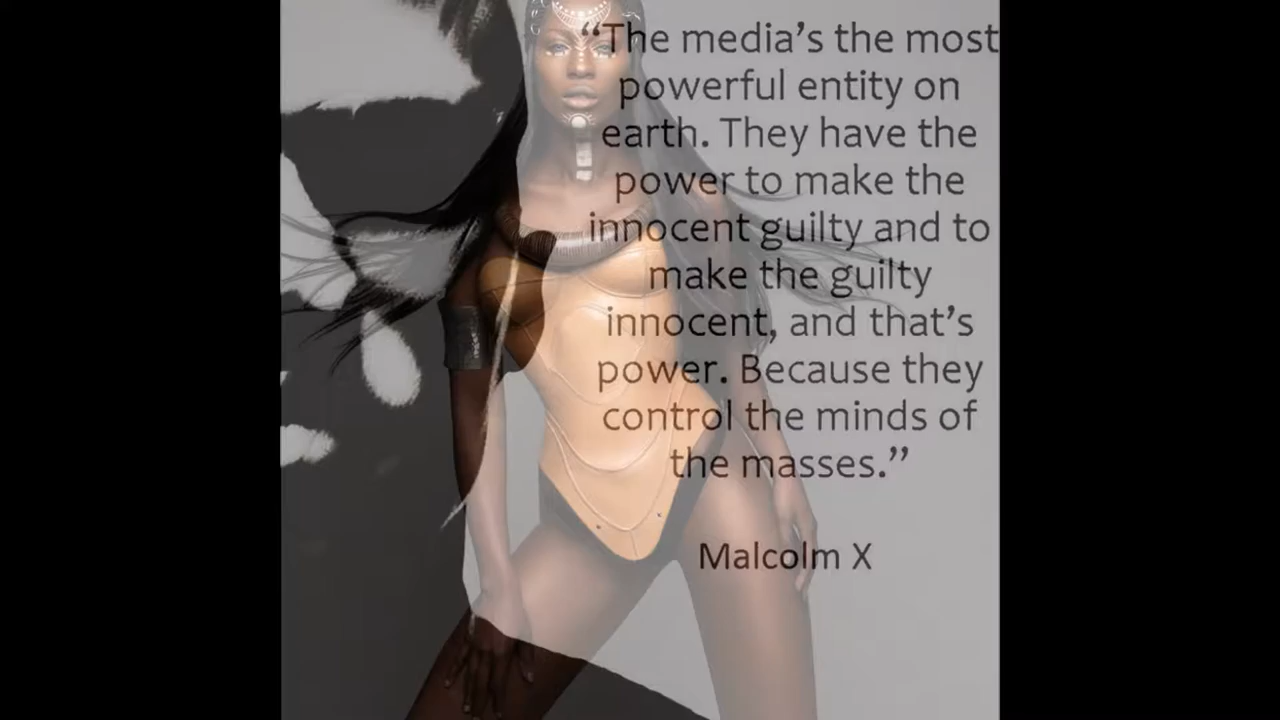 “The media’s the most
powerful entity on
earth. They have the
power to make the
innocent guilty and to
make the guilty
innocent, and that’s
power. Because they
control the minds of
the masses.”
Malcolm X